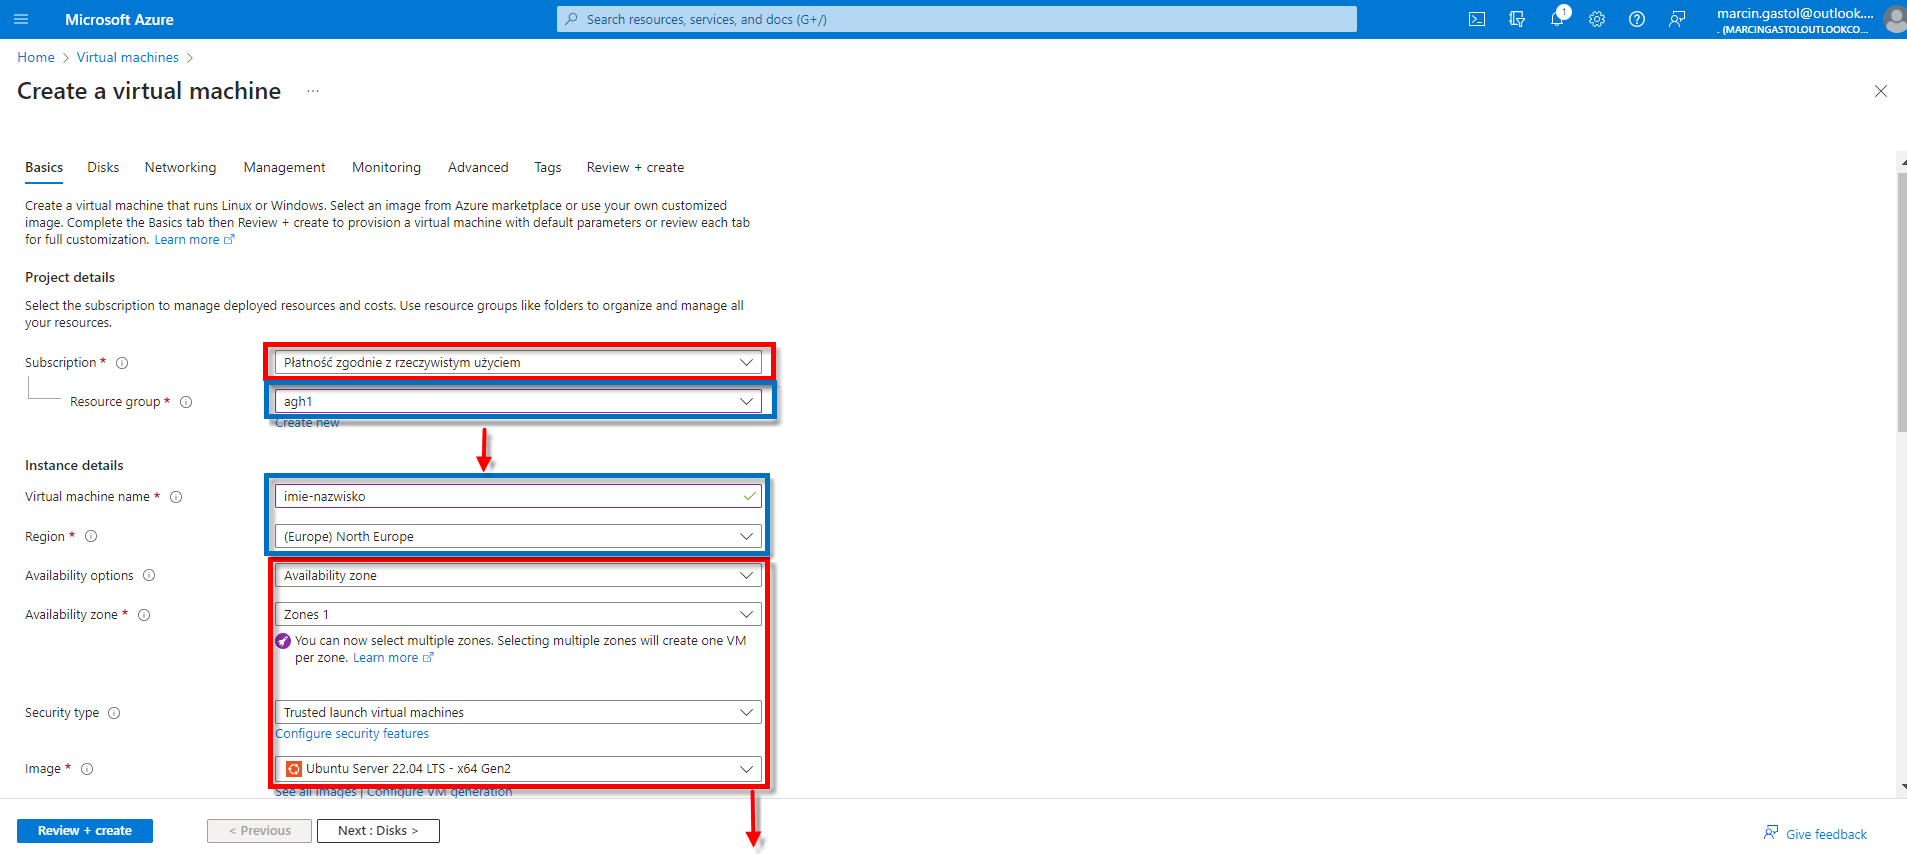 Microsoft Azure
Search resources, services, and docs (G+/)
1
marcin.gastol@outlook....
. (MARCINGASTOLOUTLOOKCO...
Home > Virtual machines >
Create a virtual machine ...
Basics Disks Networking Management Monitoring Advanced Tags Review + create
Create a virtual machine that runs Linux or Windows. Select an image from Azure marketplace or use your own customized
image. Complete the Basics tab then Review + create to provision a virtual machine with default parameters or review each tab
for full customization. Learn more
Project details
Select the subscription to manage deployed resources and costs. Use resource groups like folders to organize and manage all
your resources.
Subscription * Płatność zgodnie z rzeczywistym użyciem
Resource group * agh1
Create new
Instance details
Virtual machine name * imie-nazwisko
Region * (Europe) North Europe
Availability options Availability zone
Availability zone * Zones 1
You can now select multiple zones. Selecting multiple zones will create one VM
per zone. Learn more
Security type Trusted launch virtual machines
Configure security features
Image * Ubuntu Server 22.04 LTS - x64 Gen2
See all images | Configure VM generation
Review + create < Previous Next : Disks > Give feedback